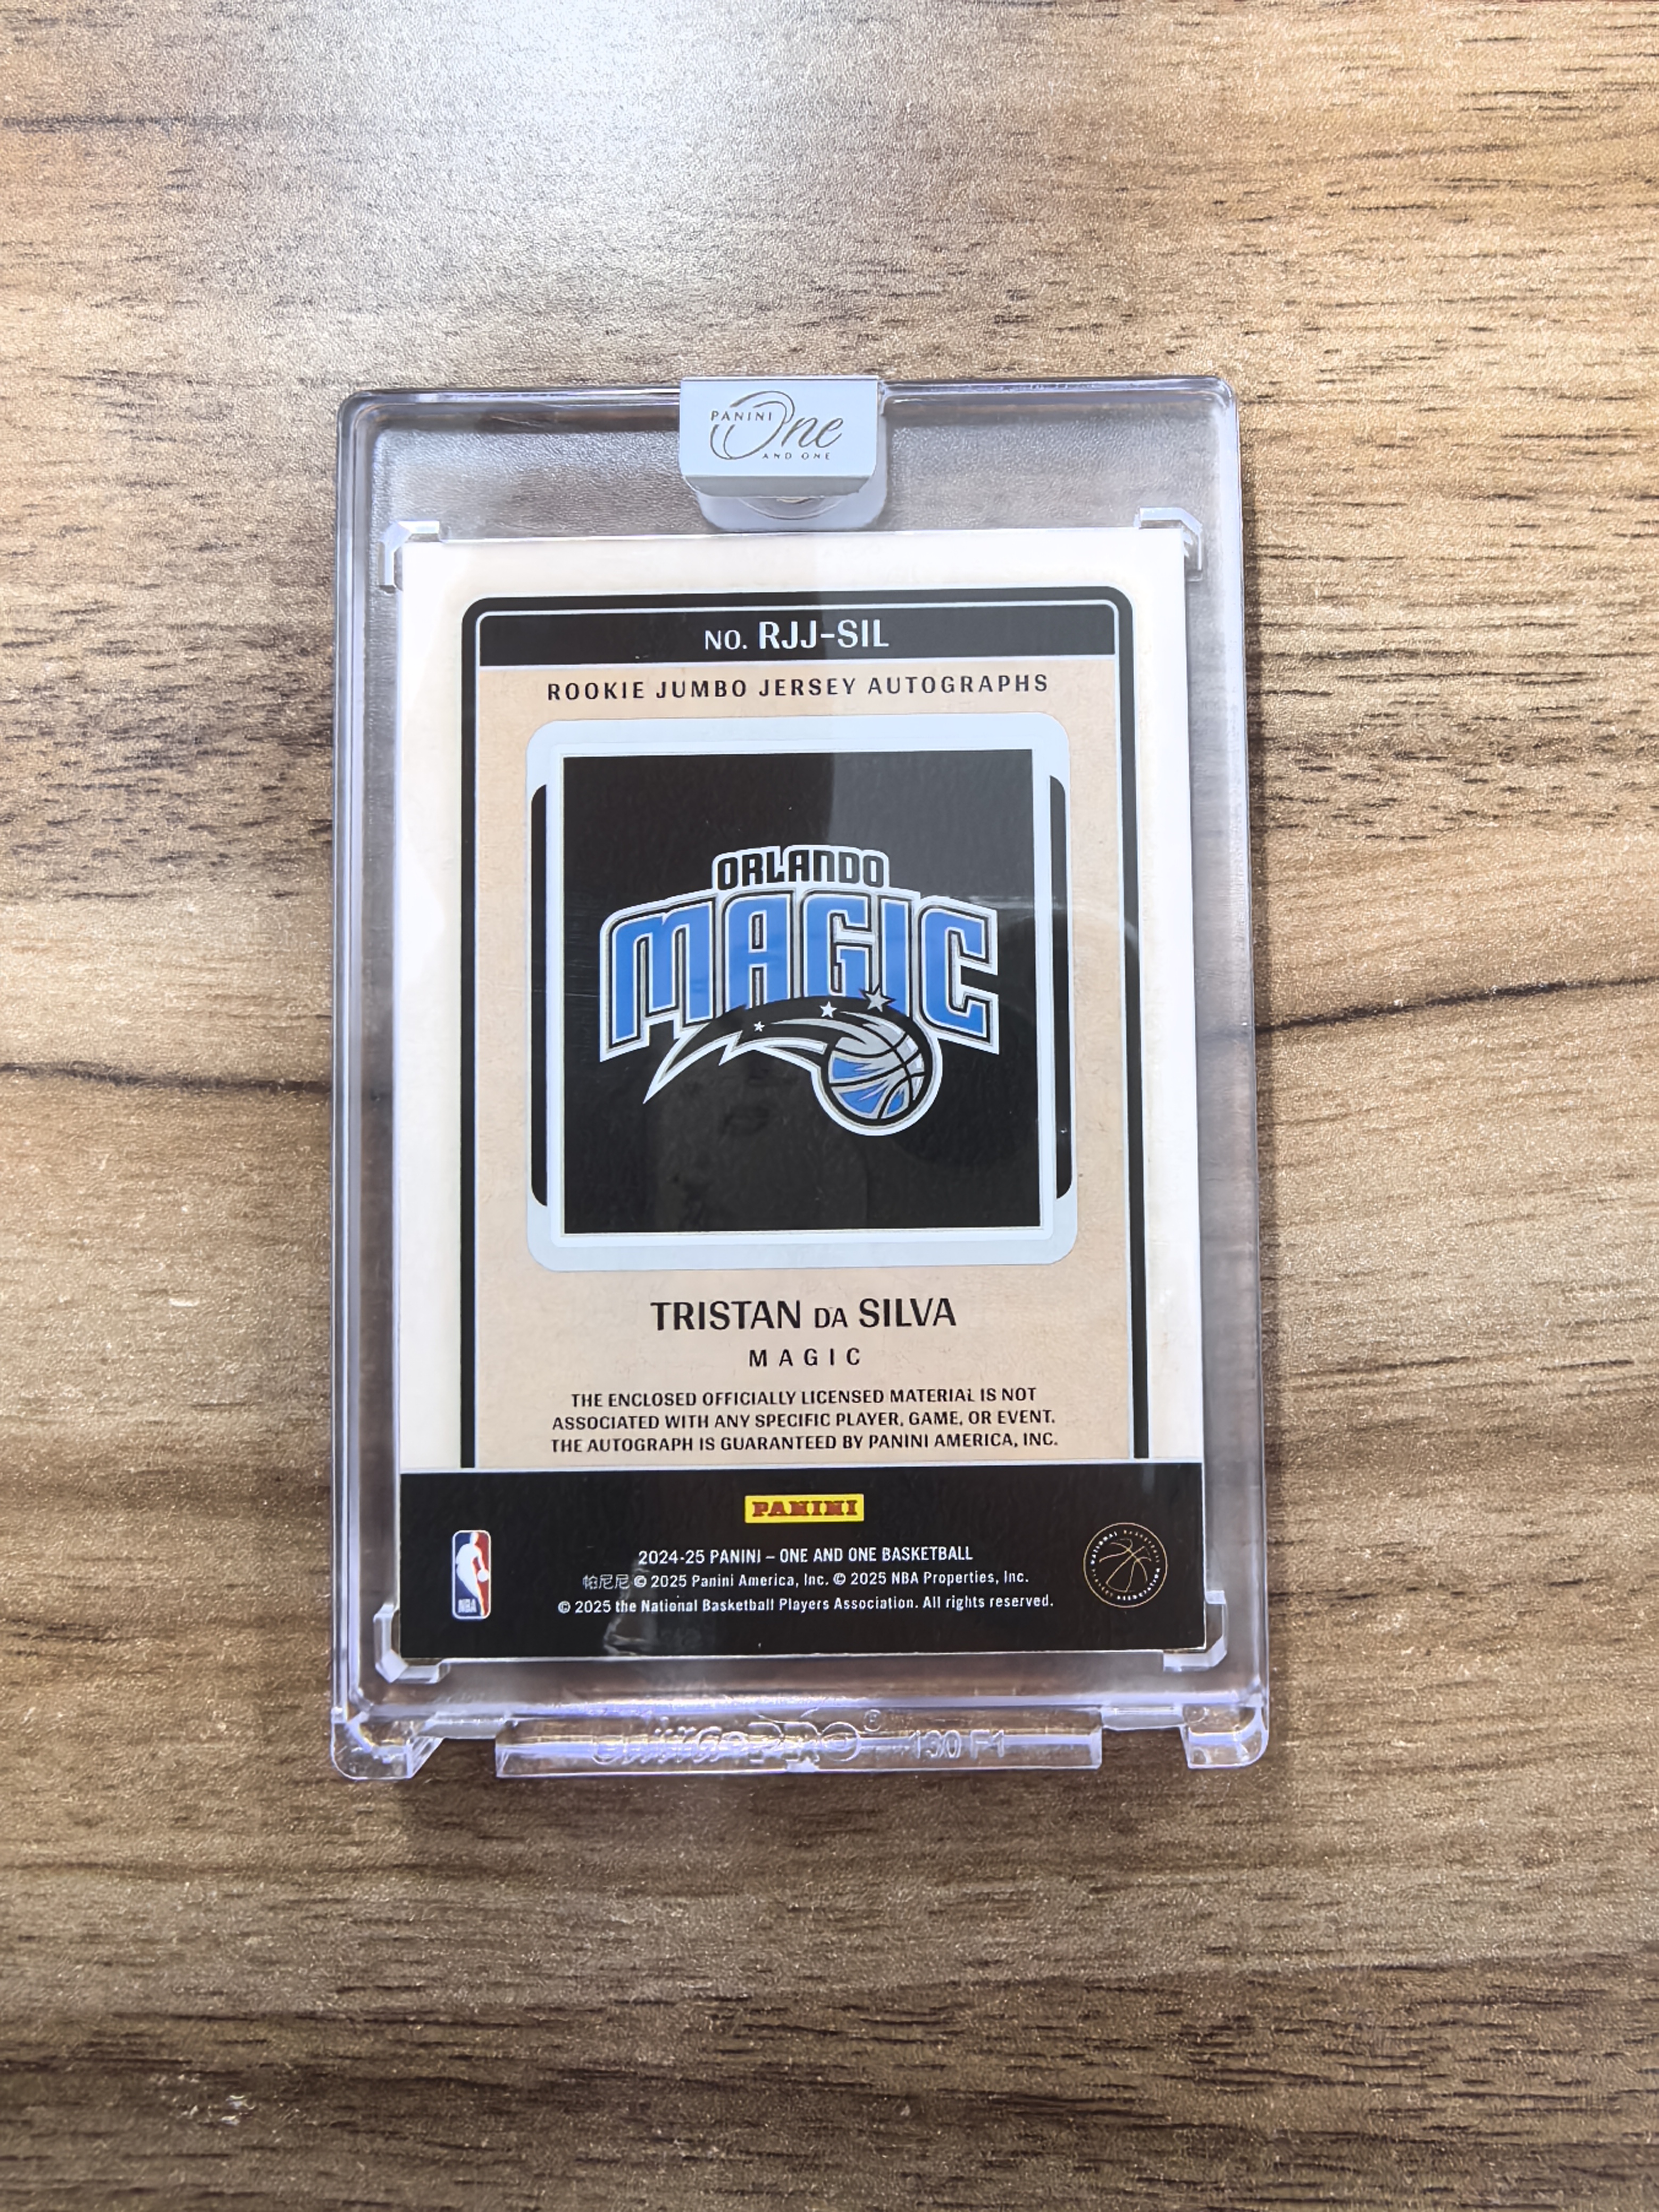 PANINI
One
AND ONE
NO. RJJ-SIL
ROOKIE JUMBO JERSEY AUTOGRAPHS
ORLANDO
MAGIC
TRISTAN DA SILVA
MAGIC
THE ENCLOSED OFFICIALLY LICENSED MATERIAL IS NOT
ASSOCIATED WITH ANY SPECIFIC PLAYER, GAME, OR EVENT.
THE AUTOGRAPH IS GUARANTEED BY PANINI AMERICA, INC.
PANINI
NBA
2024-25 PANINI – ONE AND ONE BASKETBALL
帕尼尼 © 2025 Panini America, Inc. © 2025 NBA Properties, Inc.
© 2025 the National Basketball Players Association. All rights reserved.
130 F1